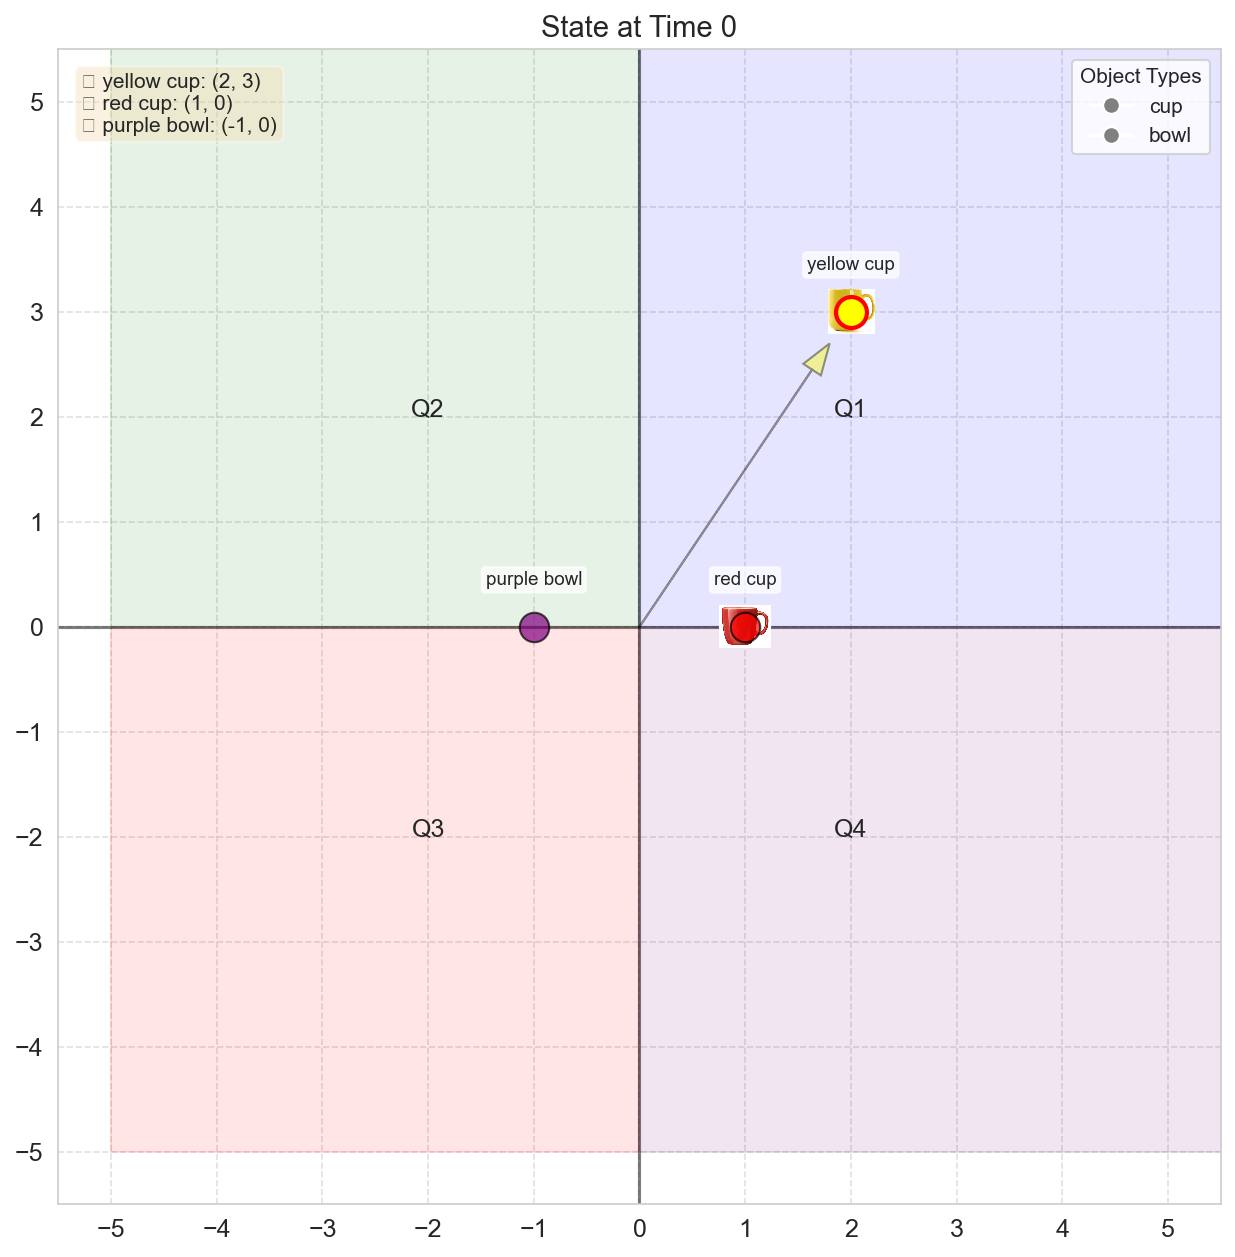 State at Time 0
yellow cup: (2, 3)
red cup: (1, 0)
purple bowl: (-1, 0)
Object Types
cup
bowl
yellow cup
Q2
Q1
purple bowl
red cup
Q3
Q4
5
4
3
2
1
0
−1
−2
−3
−4
−5
−5 −4 −3 −2 −1 0 1 2 3 4 5